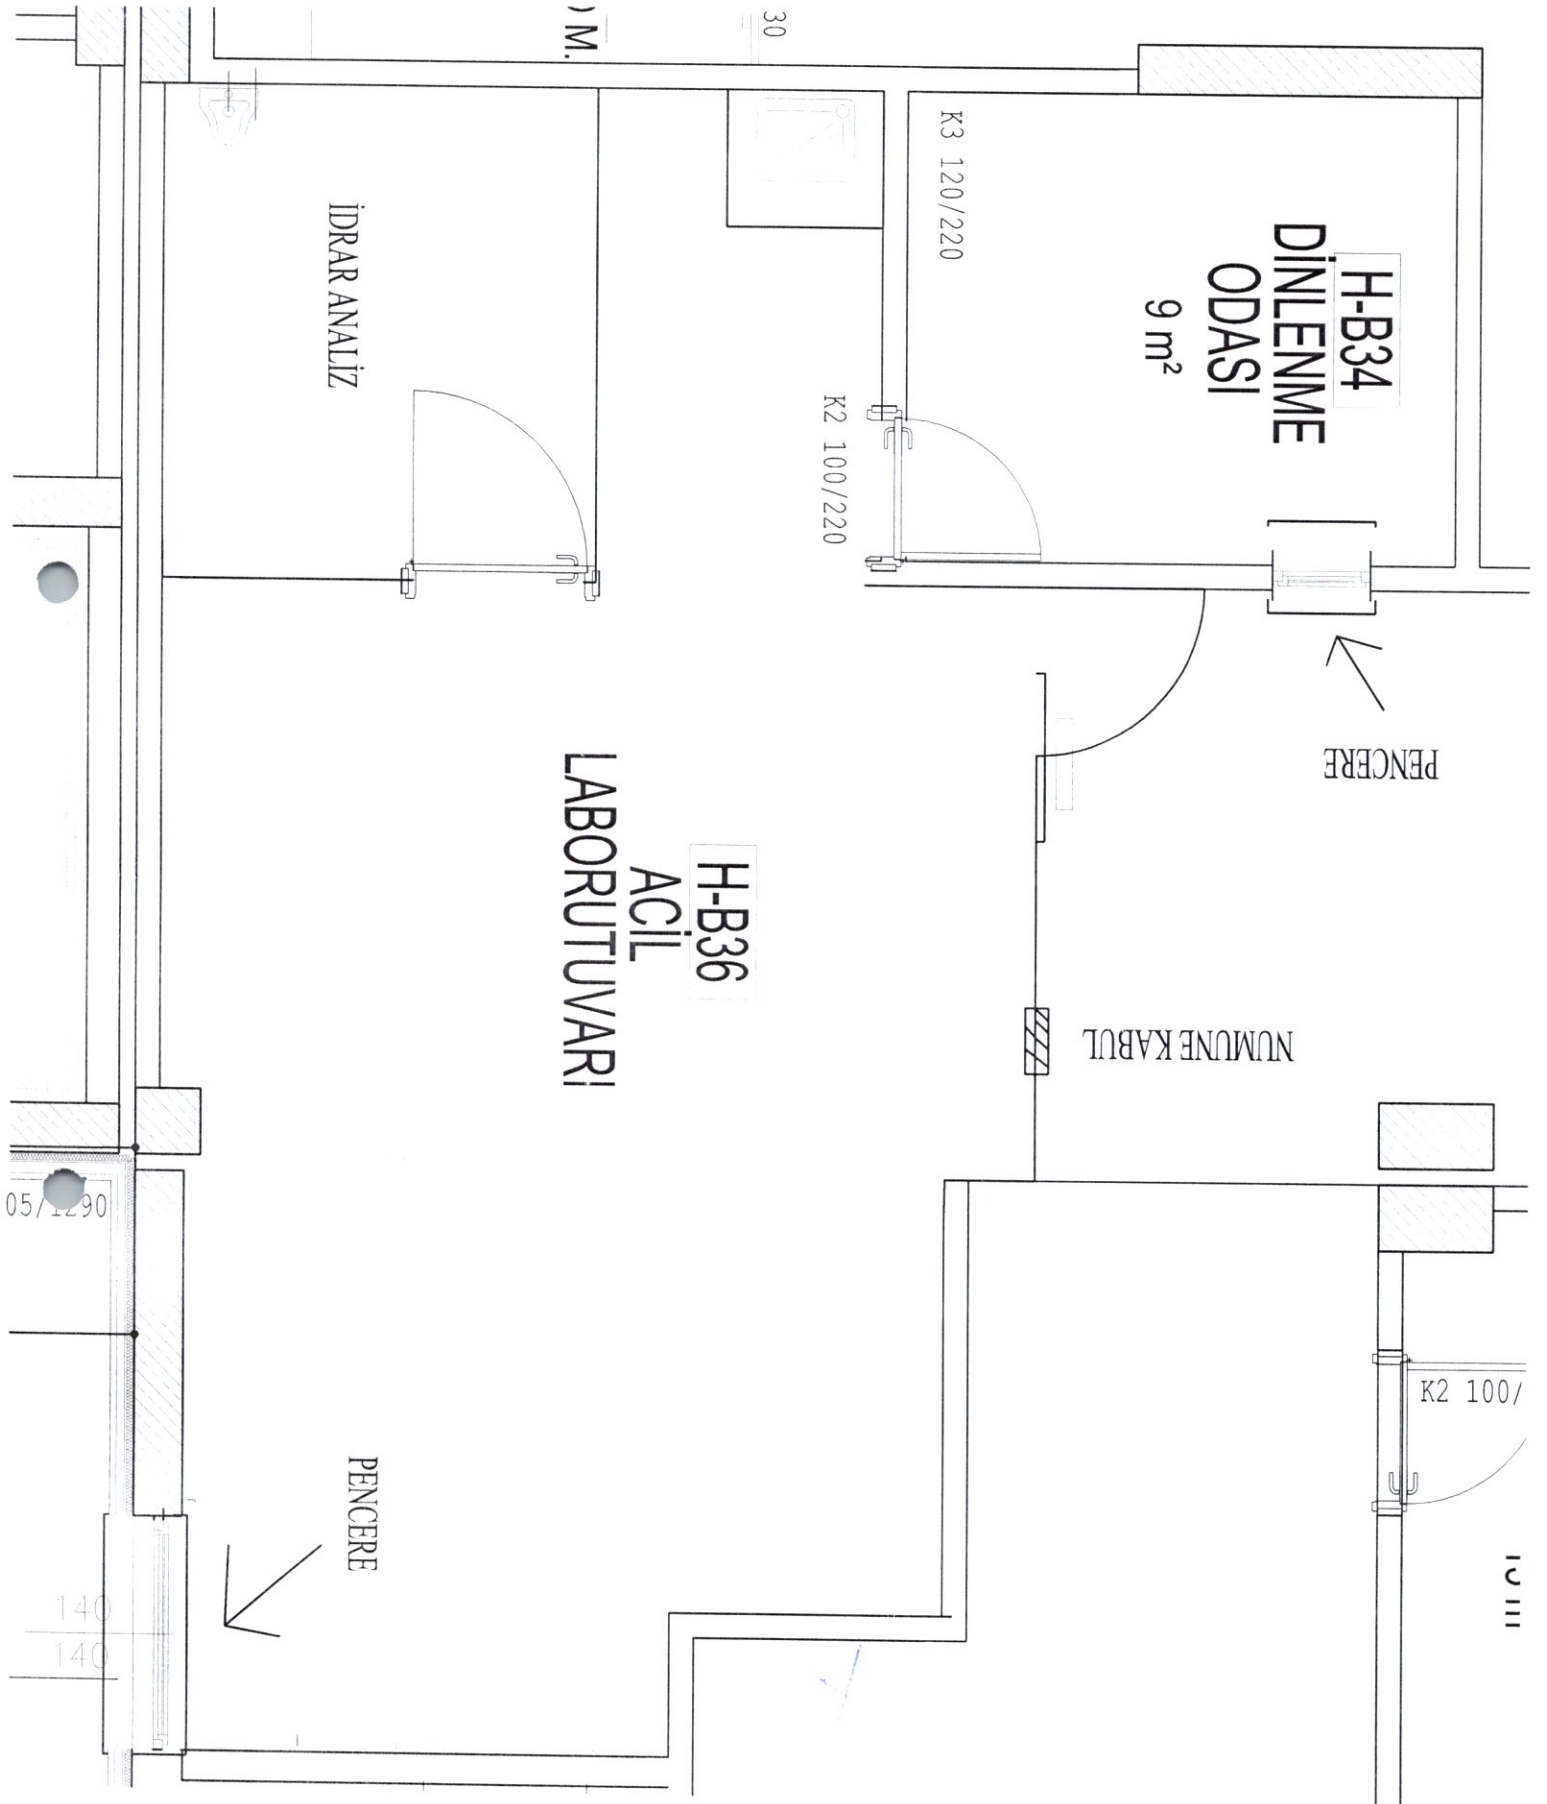 30
K3 120/220
H-B34
DİNLENME
ODASI
9 m²
İDRAR ANALİZ
K2 100/220
PENCERE
H-B36
ACİL
LABORUTUVARI
NUMUNE KABUL
K2 100/
PENCERE
140
140